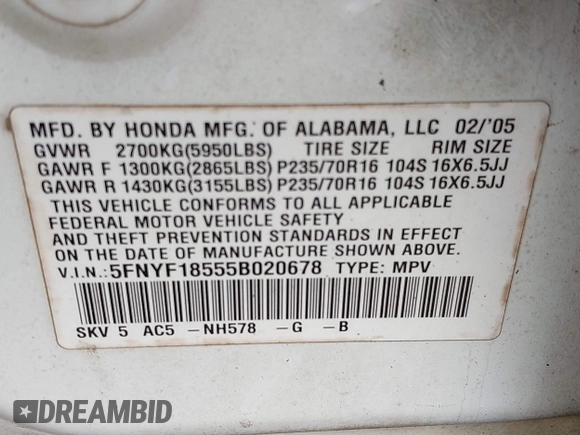 MFD. BY HONDA MFG. OF ALABAMA, LLC 02/'05
GVWR 2700KG(5950LBS) TIRE SIZE RIM SIZE
GAWR F 1300KG(2865LBS) P235/70R16 104S 16X6.5JJ
GAWR R 1430KG(3155LBS) P235/70R16 104S 16X6.5JJ
THIS VEHICLE CONFORMS TO ALL APPLICABLE
FEDERAL MOTOR VEHICLE SAFETY
AND THEFT PREVENTION STANDARDS IN EFFECT
ON THE DATE OF MANUFACTURE SHOWN ABOVE.
V.I.N.: 5FNYF18555B020678 TYPE: MPV
SKV 5 AC5 -NH578 -G -B
DREAMBID